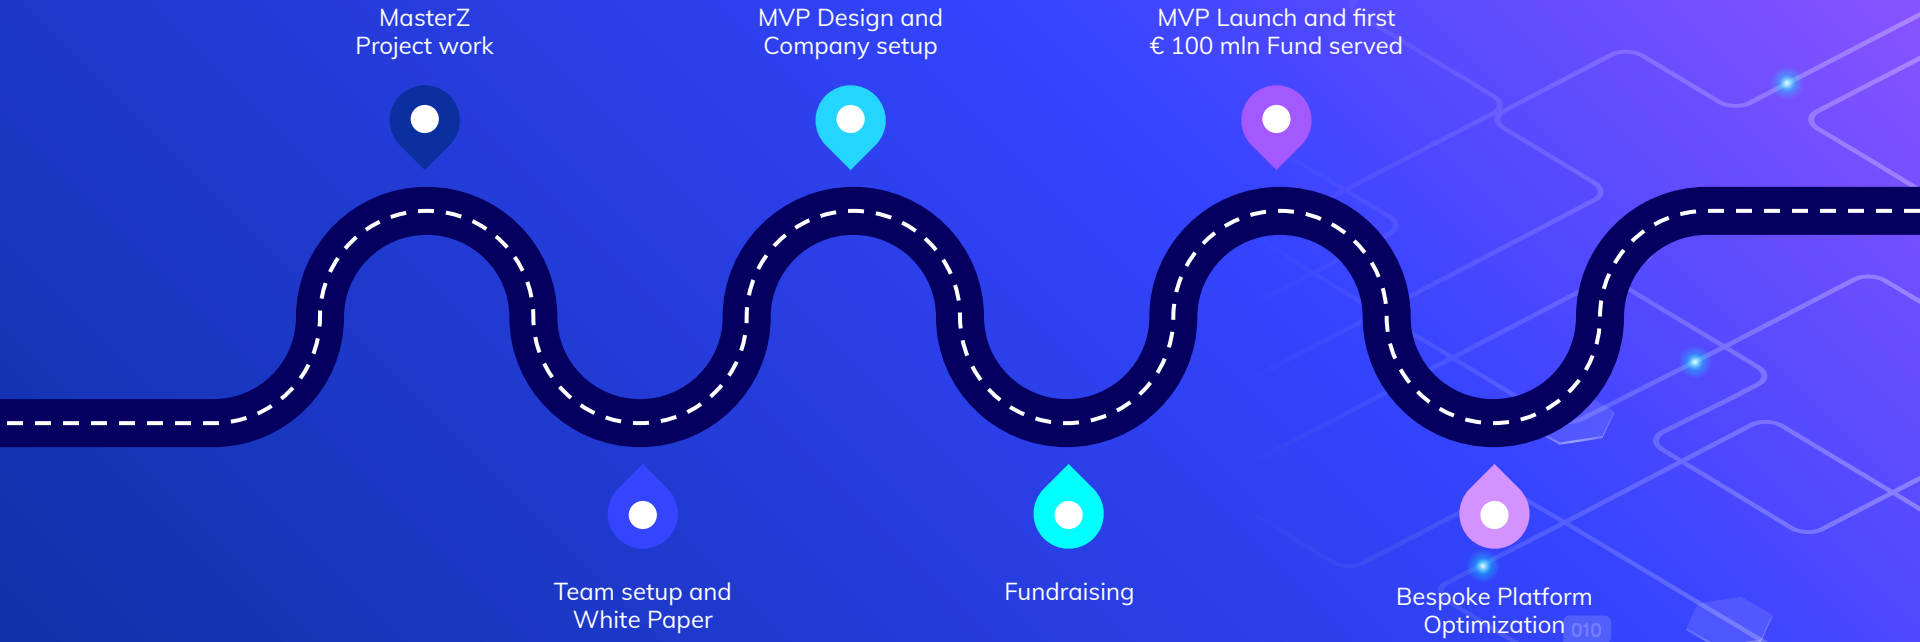 MasterZ
Project work
MVP Design and
Company setup
MVP Launch and first
€ 100 mln Fund served
Team setup and
White Paper
Fundraising
Bespoke Platform
Optimization
010